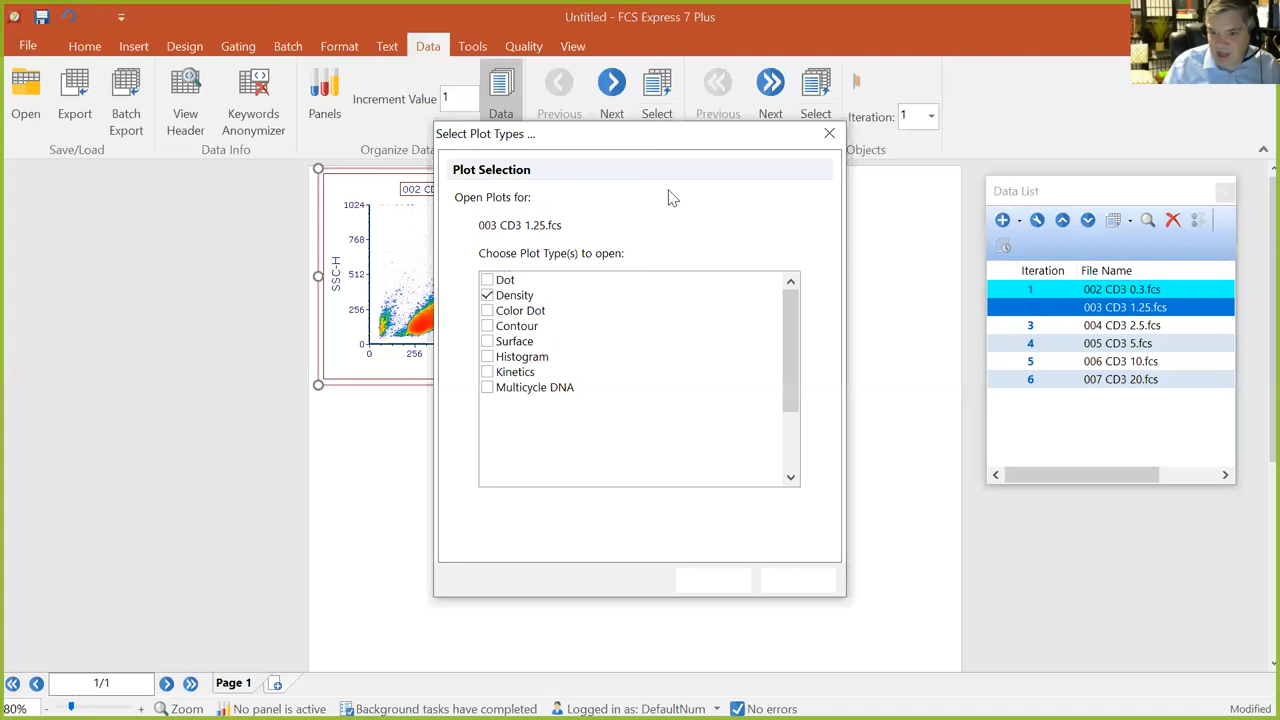 Untitled - FCS Express 7 Plus
File Home Insert Design Gating Batch Format Text Data Tools Quality View
Open Export Batch Export View Header Keywords Anonymizer Panels Increment Value 1 Data Previous Next Select Previous Next Select Iteration: 1
Save/Load Data Info Organize Dat Objects
Select Plot Types ...
Plot Selection
Open Plots for:
003 CD3 1.25.fcs
Choose Plot Type(s) to open:
Dot
Density
Color Dot
Contour
Surface
Histogram
Kinetics
Multicycle DNA
002 CD
1024
768
512
256
0
SSC-H
0 256
Data List
Iteration File Name
1 002 CD3 0.3.fcs
003 CD3 1.25.fcs
3 004 CD3 2.5.fcs
4 005 CD3 5.fcs
5 006 CD3 10.fcs
6 007 CD3 20.fcs
1/1 Page 1
80% - + Zoom No panel is active Background tasks have completed Logged in as: DefaultNum No errors Modified